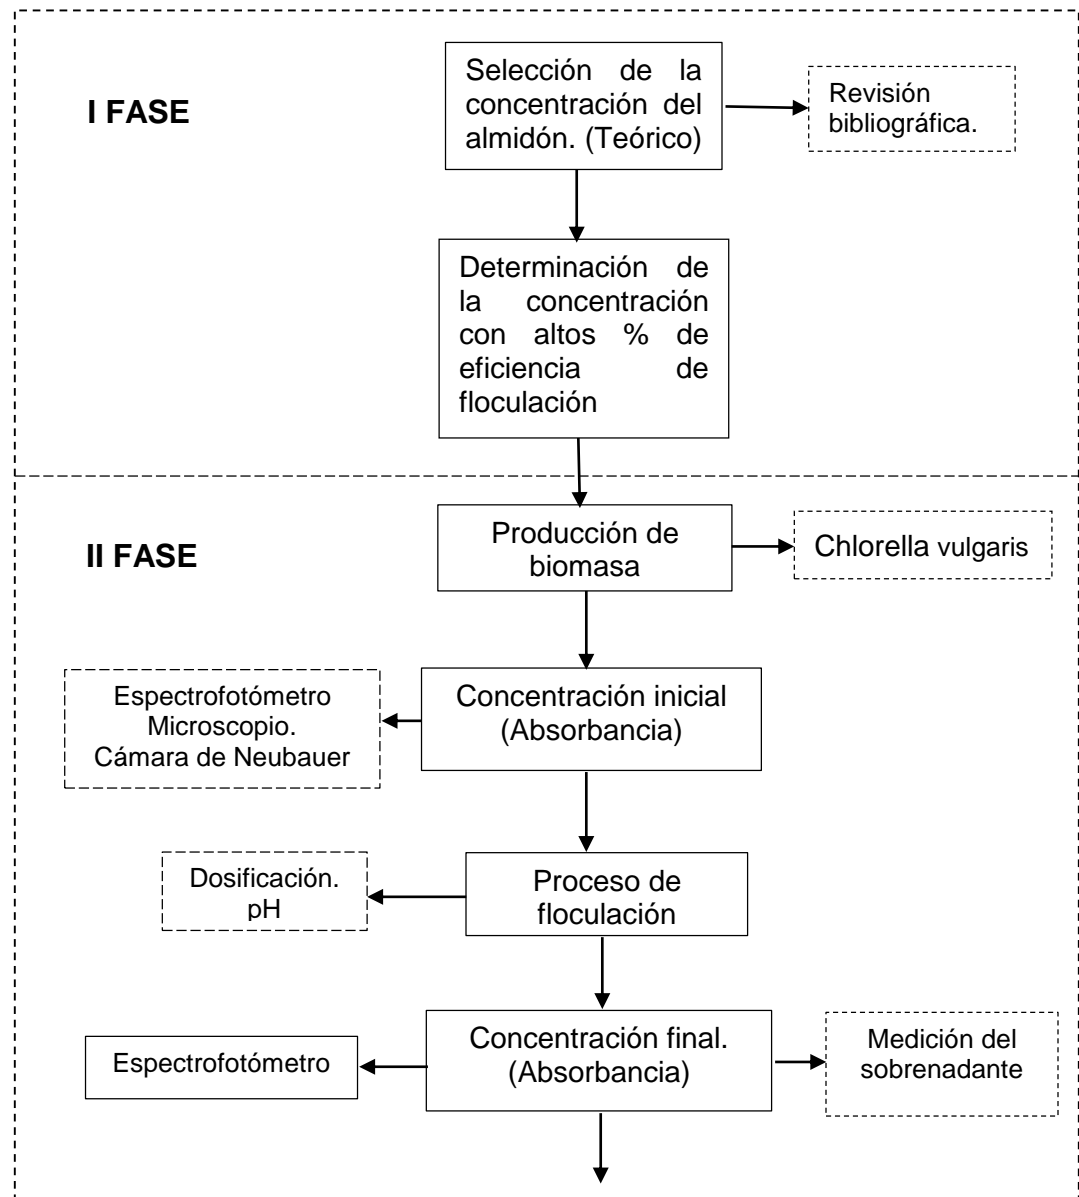 I FASE
Selección de la
concentración del
almidón. (Teórico)
Revisión
bibliográfica.
Determinación de
la concentración
con altos % de
eficiencia de
floculación
II FASE
Producción de
biomasa
Chlorella vulgaris
Espectrofotómetro
Microscopio.
Cámara de Neubauer
Concentración inicial
(Absorbancia)
Dosificación.
pH
Proceso de
floculación
Espectrofotómetro
Concentración final.
(Absorbancia)
Medición del
sobrenadante